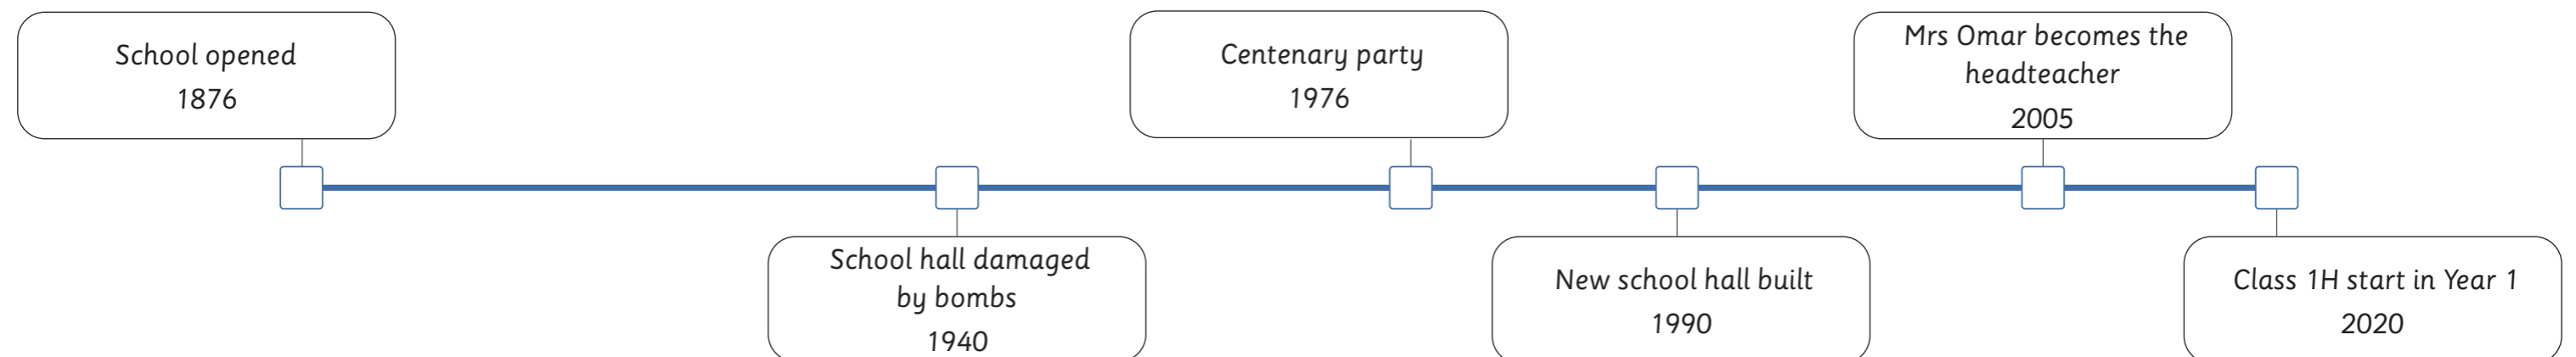 School opened
1876
School hall damaged
by bombs
1940
Centenary party
1976
New school hall built
1990
Mrs Omar becomes the
headteacher
2005
Class 1H start in Year 1
2020